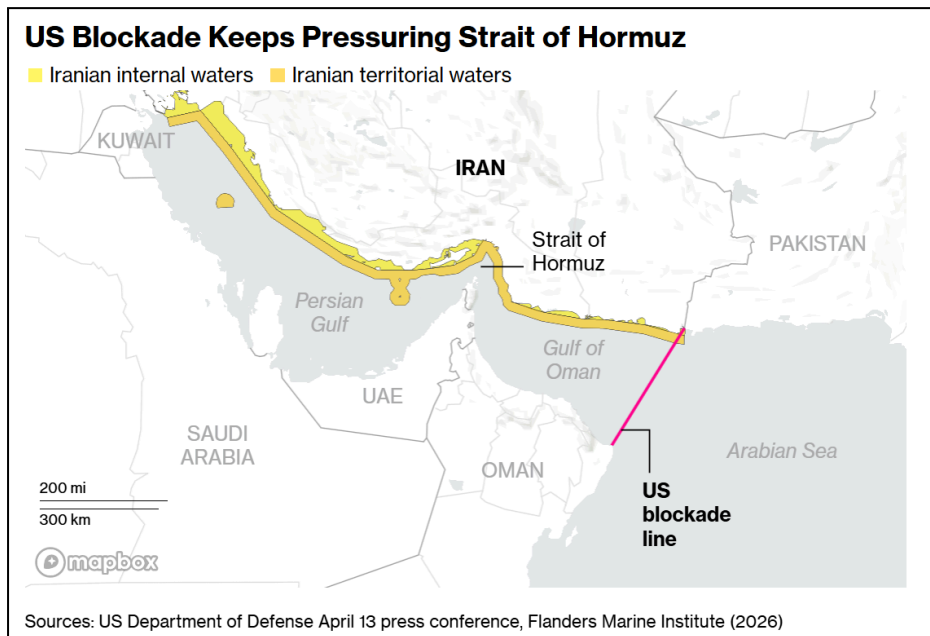 US Blockade Keeps Pressuring Strait of Hormuz
Iranian internal waters Iranian territorial waters
KUWAIT
IRAN
Strait of
Hormuz
PAKISTAN
Persian
Gulf
Gulf of
Oman
UAE
SAUDI
ARABIA
OMAN
Arabian Sea
US
blockade
line
200 mi
300 km
mapbox
Sources: US Department of Defense April 13 press conference, Flanders Marine Institute (2026)